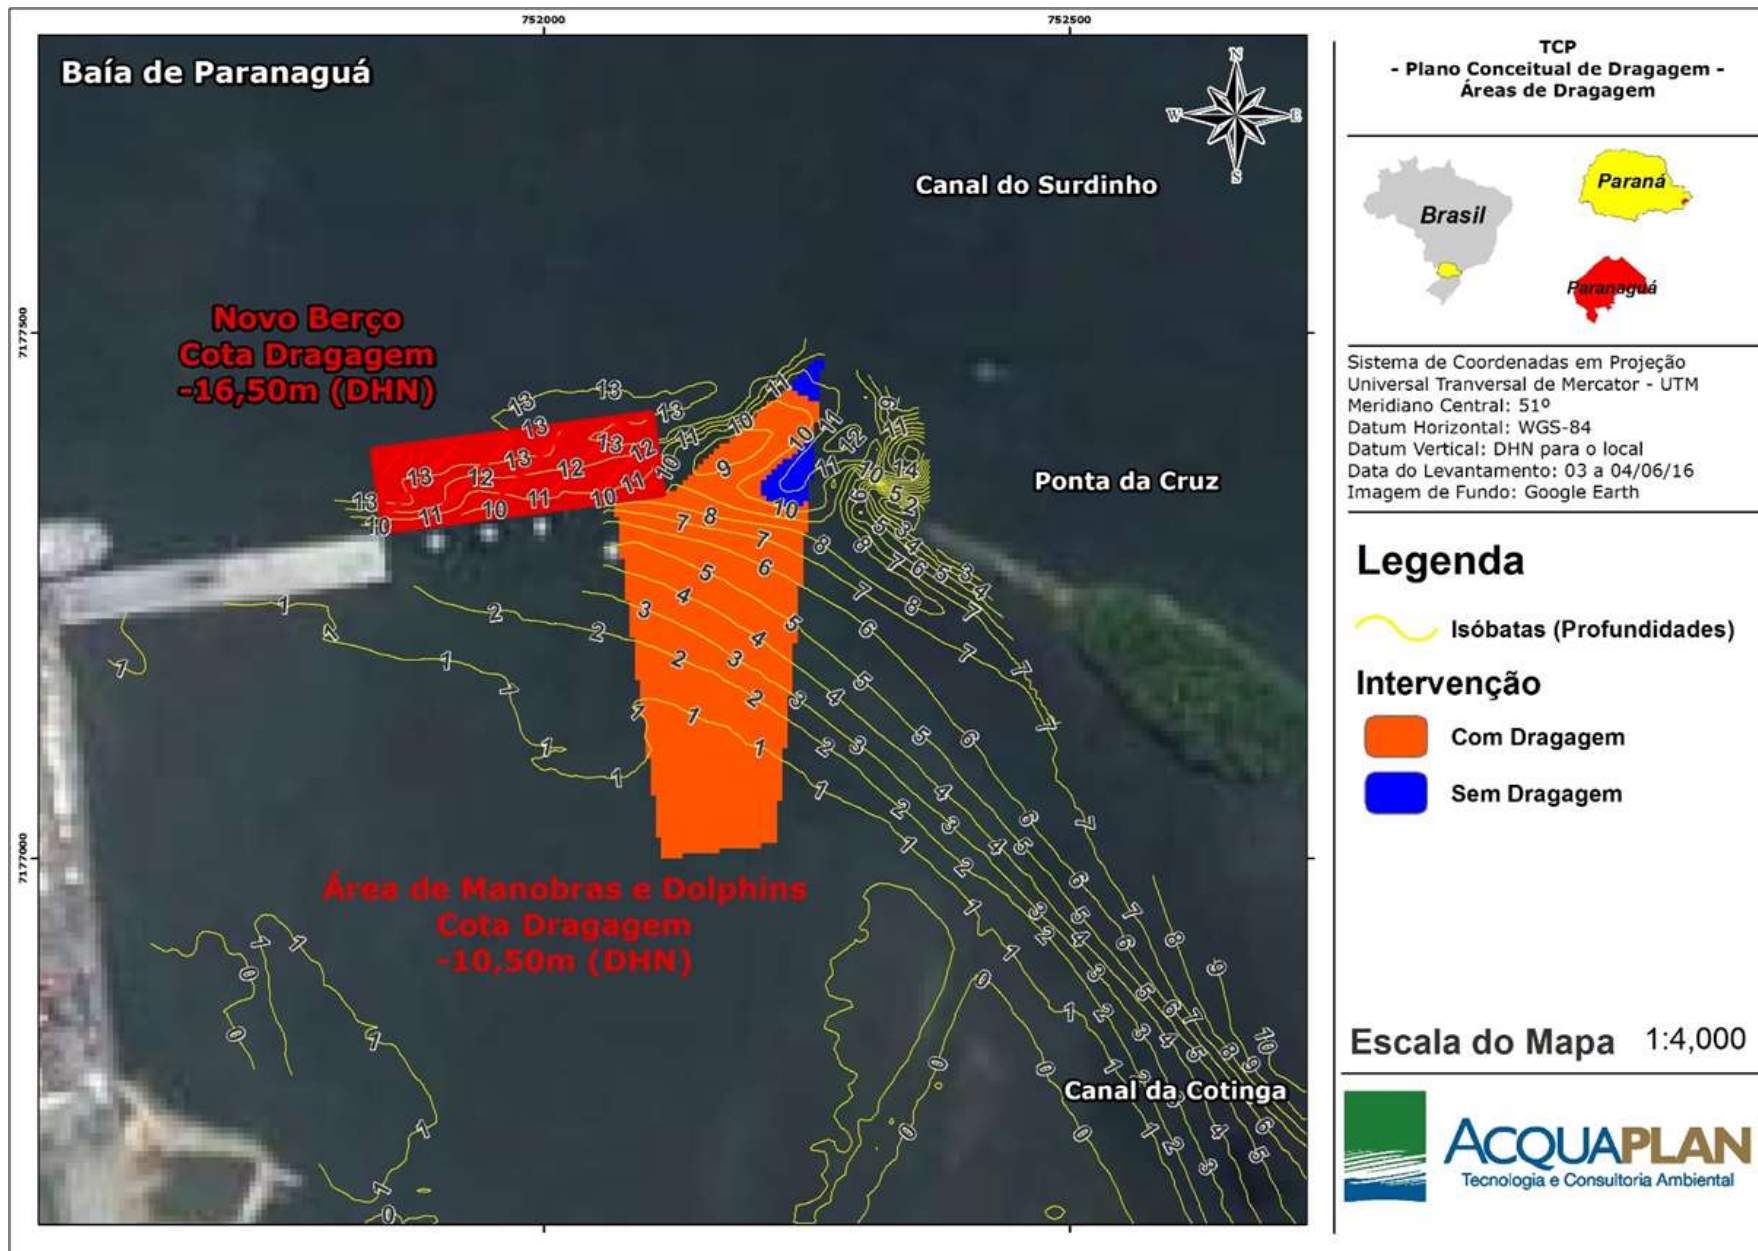 752000
752500
Baía de Paranaguá
N
W
E
S
Canal do Surdinho
7177500
7177000
Novo Berço
Cota Dragagem
-16,50m (DHN)
Ponta da Cruz
Área de Manobras e Dolphins
Cota Dragagem
-10,50m (DHN)
Canal da Cotinga
TCP
- Plano Conceitual de Dragagem -
Áreas de Dragagem
Brasil
Paraná
Paranaguá
Sistema de Coordenadas em Projeção
Universal Tranversal de Mercator - UTM
Meridiano Central: 51º
Datum Horizontal: WGS-84
Datum Vertical: DHN para o local
Data do Levantamento: 03 a 04/06/16
Imagem de Fundo: Google Earth
Legenda
Isóbatas (Profundidades)
Intervenção
Com Dragagem
Sem Dragagem
Escala do Mapa 1:4,000
ACQUAPLAN
Tecnologia e Consultoria Ambiental